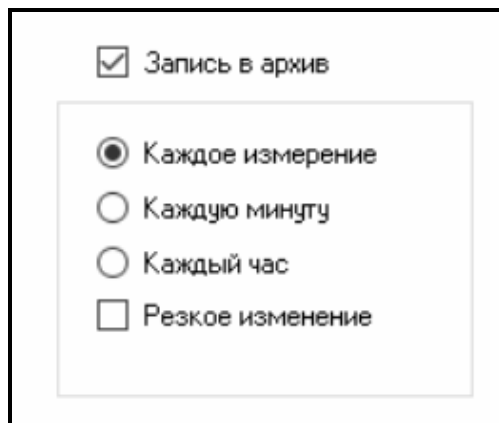 Запись в архив
Каждое измерение
Каждую минуту
Каждый час
Резкое изменение